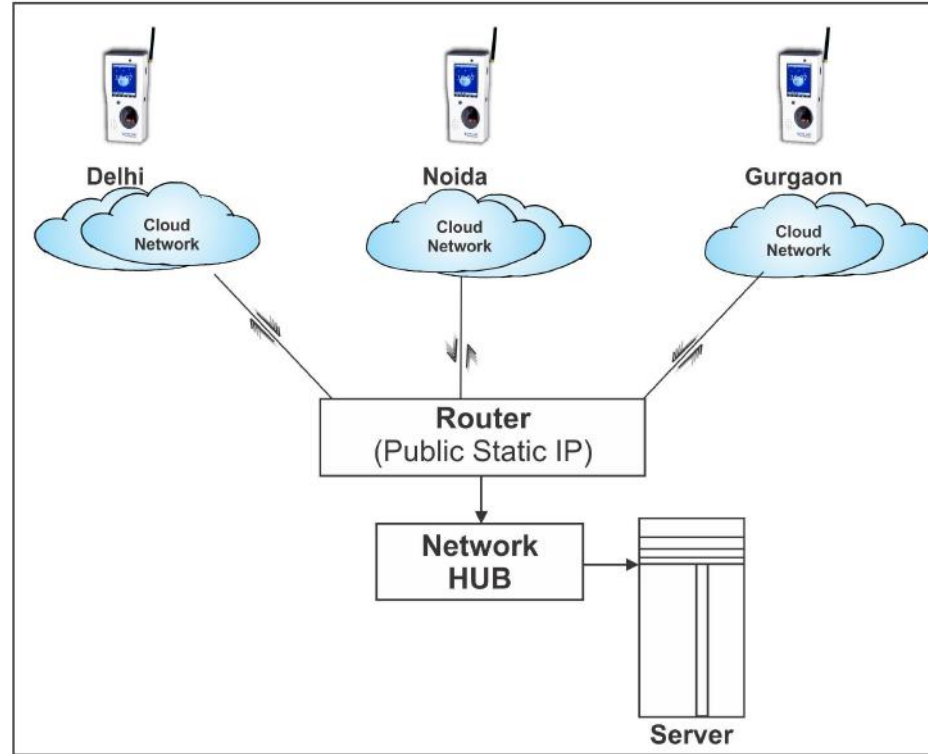 Delhi
Noida
Gurgaon
Cloud
Network
Cloud
Network
Cloud
Network
Router
(Public Static IP)
Network
HUB
Server